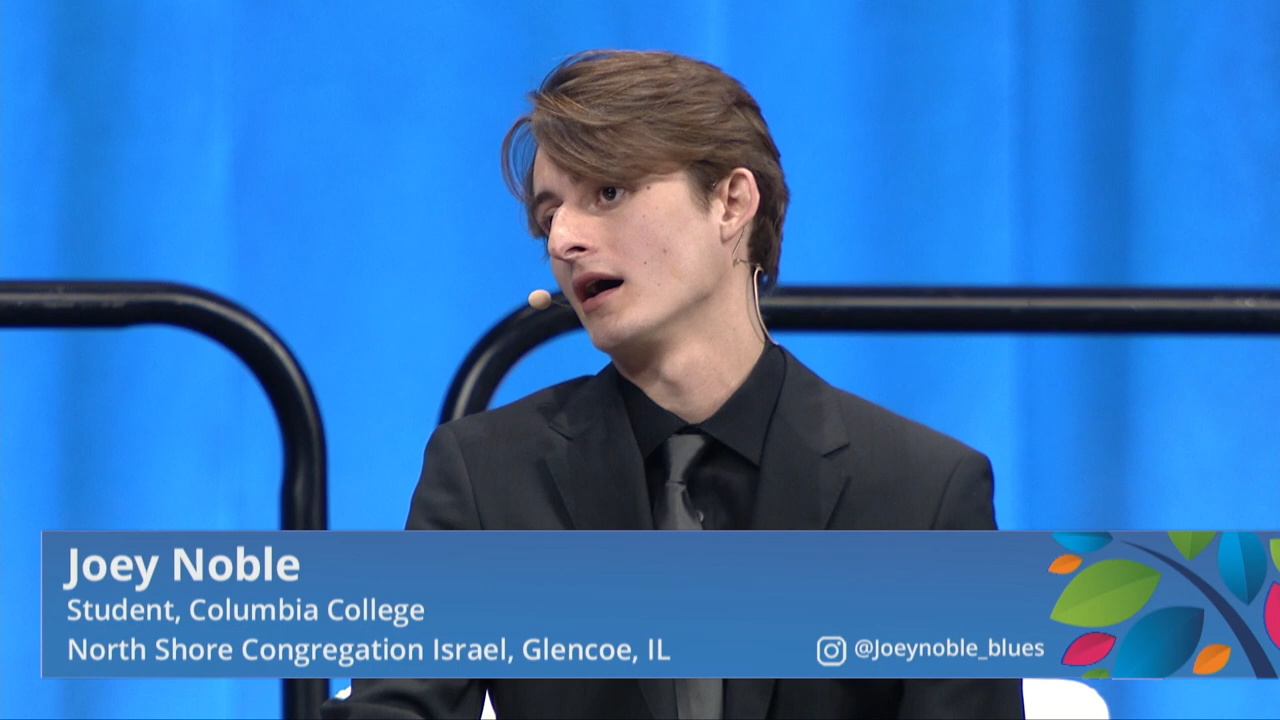 Joey Noble
Student, Columbia College
North Shore Congregation Israel, Glencoe, IL
@Joeynoble_blues